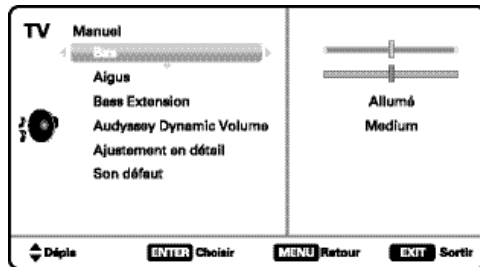 TV Manuel
Bas
Aigus
Bass Extension Allumé
Audyssey Dynamic Volume Medium
Ajustement en détail
Son défaut
Dépla ENTER Choisir MENU Retour EXIT Sortir